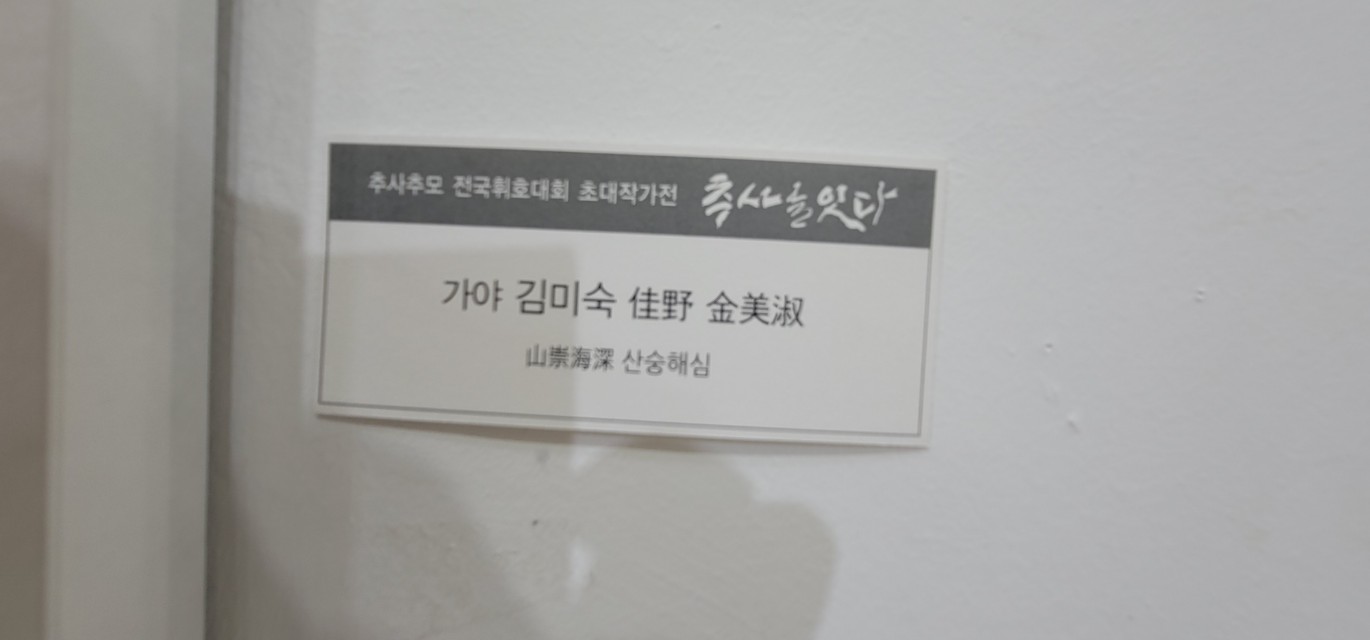 추사추모 전국휘호대회 초대작가전 추사를 잇다
가야 김미숙 佳野 金美淑
山崇海深 산숭해심